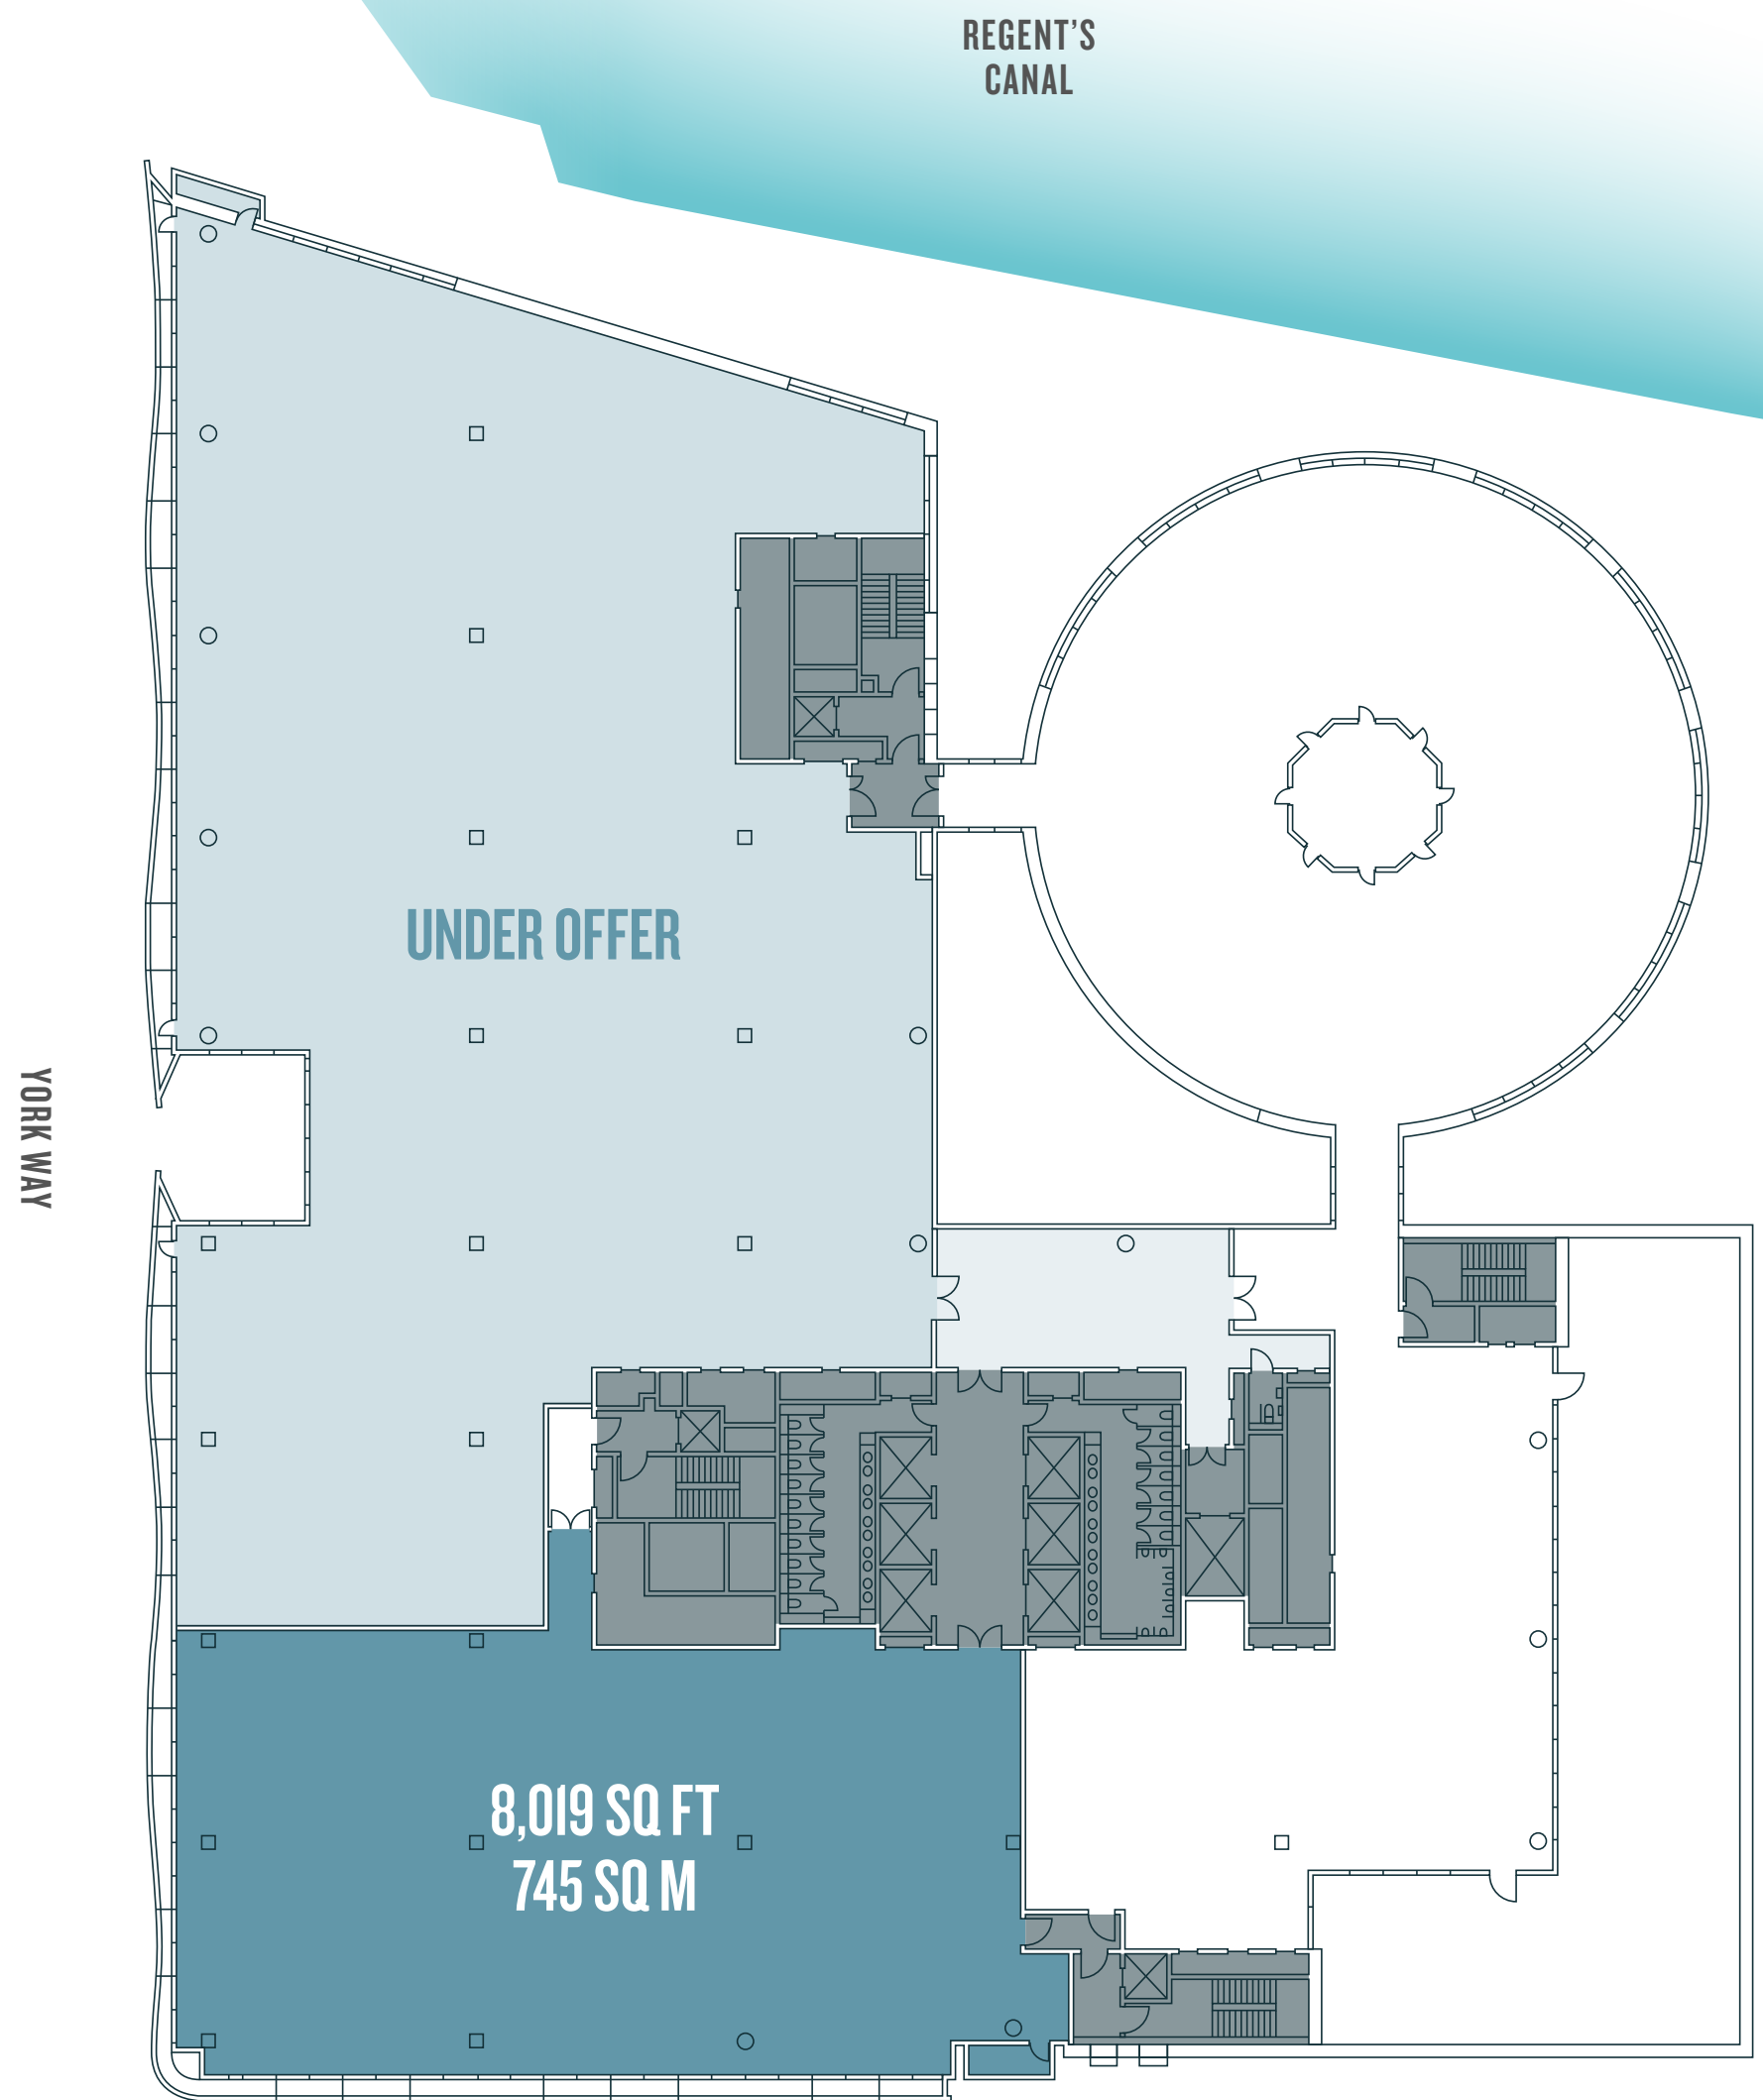 REGENT'S
CANAL
UNDER OFFER
YORK WAY
8,019 SQ FT
745 SQ M